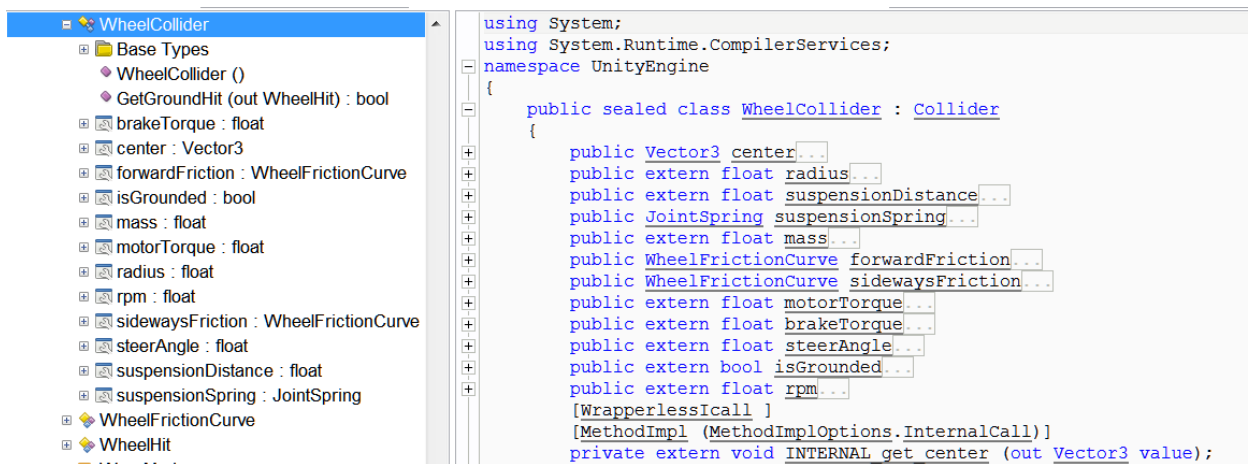 WheelCollider
Base Types
WheelCollider ()
GetGroundHit (out WheelHit) : bool
brakeTorque : float
center : Vector3
forwardFriction : WheelFrictionCurve
isGrounded : bool
mass : float
motorTorque : float
radius : float
rpm : float
sidewaysFriction : WheelFrictionCurve
steerAngle : float
suspensionDistance : float
suspensionSpring : JointSpring
WheelFrictionCurve
WheelHit
using System;
using System.Runtime.CompilerServices;
namespace UnityEngine
{
public sealed class WheelCollider : Collider
{
public Vector3 center...
public extern float radius...
public extern float suspensionDistance...
public JointSpring suspensionSpring...
public extern float mass...
public WheelFrictionCurve forwardFriction...
public WheelFrictionCurve sidewaysFriction...
public extern float motorTorque...
public extern float brakeTorque...
public extern float steerAngle...
public extern bool isGrounded...
public extern float rpm...
[WrapperlessIcall ]
[MethodImpl (MethodImplOptions.InternalCall)]
private extern void INTERNAL_get_center (out Vector3 value);